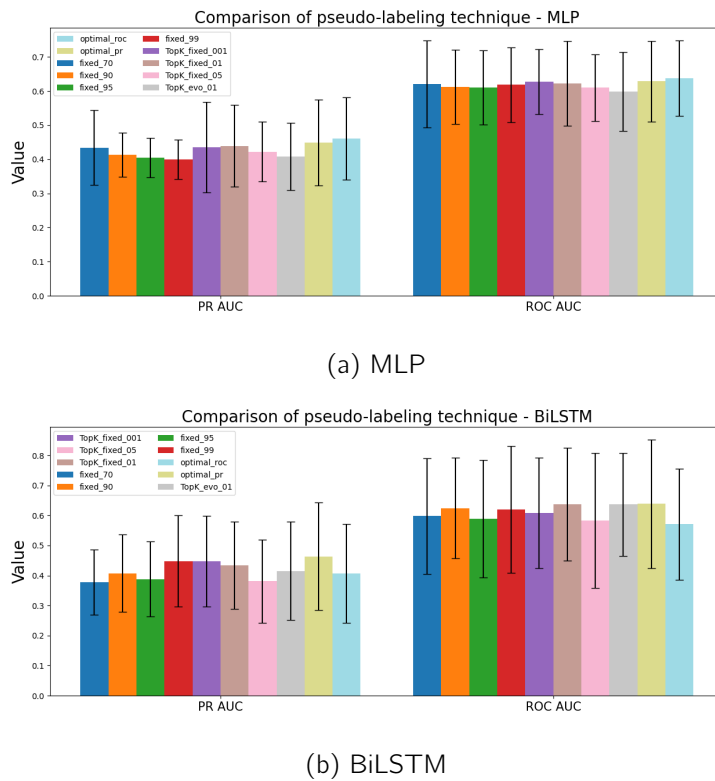 Comparison of pseudo-labeling technique - MLP
optimal_roc fixed_99
optimal_pr TopK_fixed_001
fixed_70 TopK_fixed_01
fixed_90 TopK_fixed_05
fixed_95 TopK_evo_01
Value
0.7
0.6
0.5
0.4
0.3
0.2
0.1
0.0
PR AUC ROC AUC
(a) MLP
Comparison of pseudo-labeling technique - BiLSTM
TopK_fixed_001 fixed_95
TopK_fixed_05 fixed_99
TopK_fixed_01 optimal_roc
fixed_70 optimal_pr
fixed_90 TopK_evo_01
Value
0.8
0.7
0.6
0.5
0.4
0.3
0.2
0.1
0.0
PR AUC ROC AUC
(b) BiLSTM